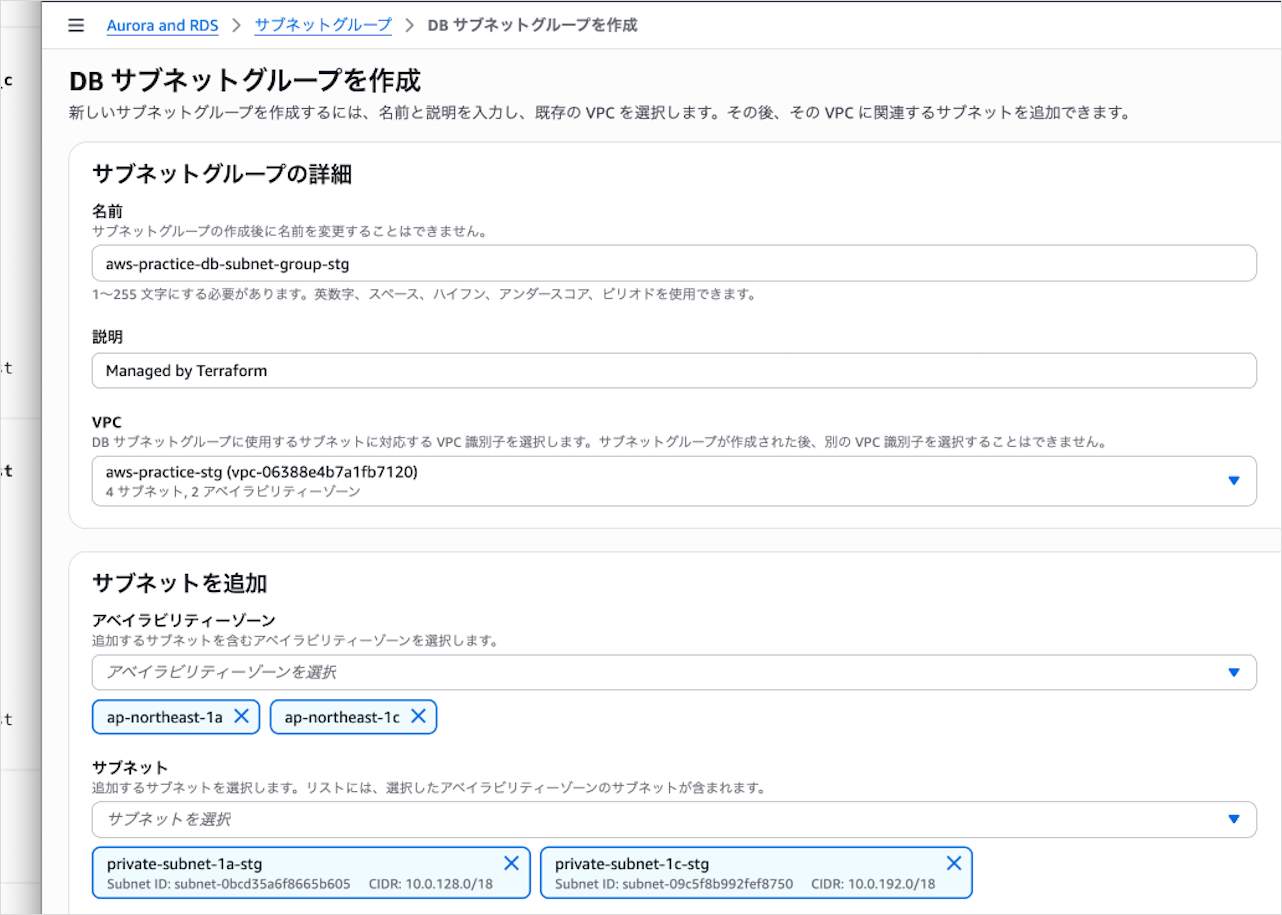 Aurora and RDS > サブネットグループ > DB サブネットグループを作成
_c
DB サブネットグループを作成
新しいサブネットグループを作成するには、名前と説明を入力し、既存の VPC を選択します。その後、その VPC に関連するサブネットを追加できます。
サブネットグループの詳細
名前
サブネットグループの作成後に名前を変更することはできません。
aws-practice-db-subnet-group-stg
1〜255 文字にする必要があります。英数字、スペース、ハイフン、アンダースコア、ピリオドを使用できます。
説明
st
Managed by Terraform
VPC
DB サブネットグループに使用するサブネットに対応する VPC 識別子を選択します。サブネットグループが作成された後、別の VPC 識別子を選択することはできません。
st
aws-practice-stg (vpc-06388e4b7a1fb7120)
4 サブネット, 2 アベイラビリティーゾーン
サブネットを追加
アベイラビリティーゾーン
追加するサブネットを含むアベイラビリティーゾーンを選択します。
アベイラビリティーゾーンを選択
st
ap-northeast-1a ap-northeast-1c
サブネット
追加するサブネットを選択します。リストには、選択したアベイラビリティーゾーンのサブネットが含まれます。
サブネットを選択
private-subnet-1a-stg
Subnet ID: subnet-0bcd35a6f8665b605 CIDR: 10.0.128.0/18
private-subnet-1c-stg
Subnet ID: subnet-09c5f8b992fef8750 CIDR: 10.0.192.0/18